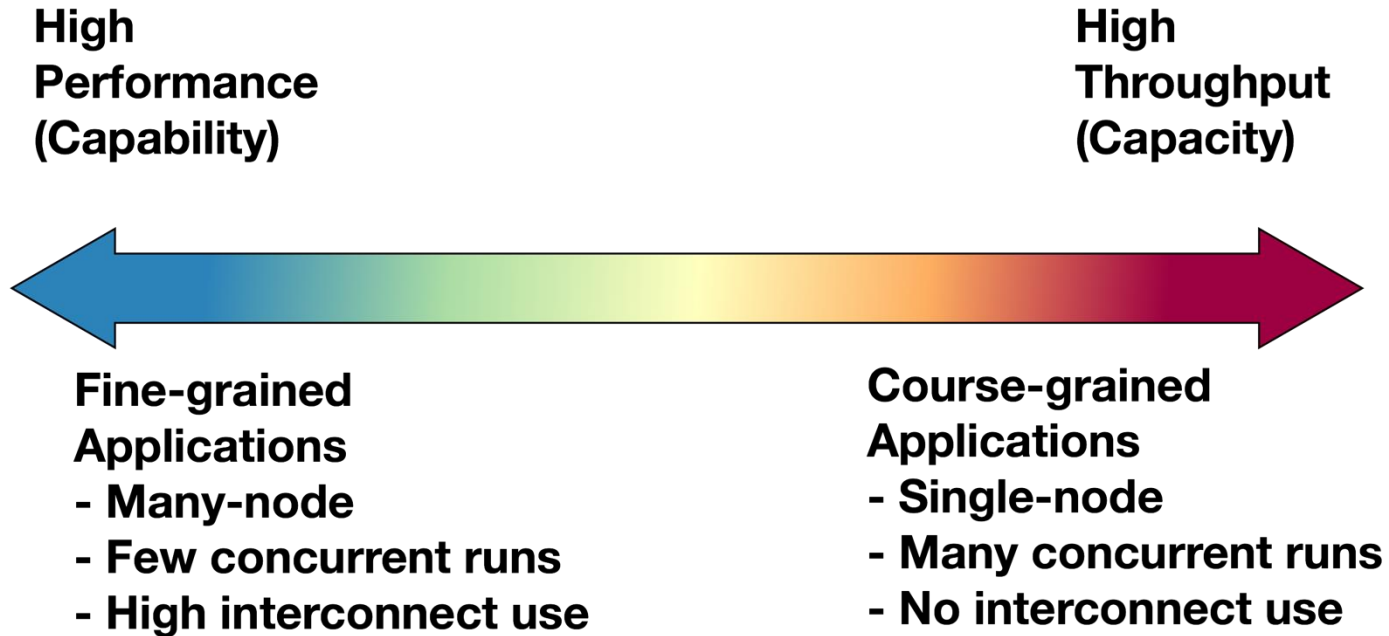 High
Performance
(Capability)
High
Throughput
(Capacity)
Fine-grained
Applications
- Many-node
- Few concurrent runs
- High interconnect use
Course-grained
Applications
- Single-node
- Many concurrent runs
- No interconnect use